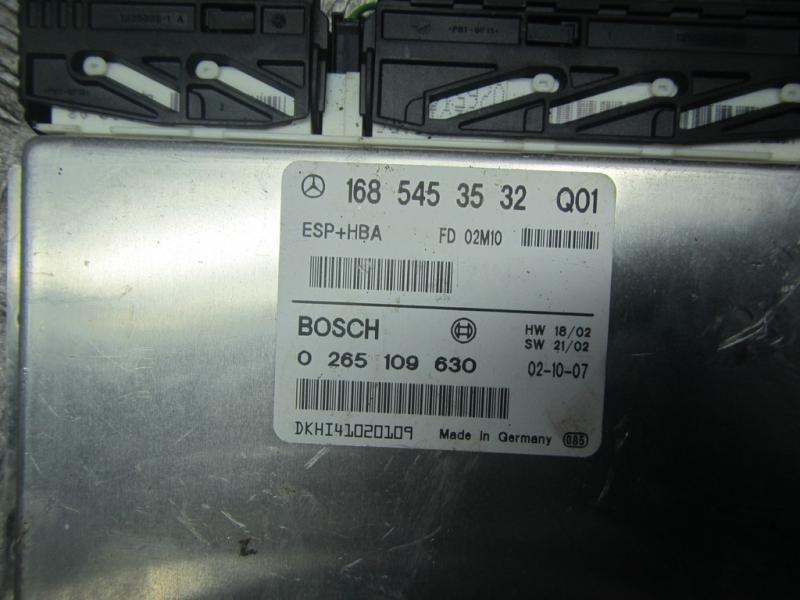 168 545 35 32 Q01
ESP+HBA FD 02M10
BOSCH HW 18/02
SW 21/02
0 265 109 630 02-10-07
DKHI41020109 Made in Germany 085